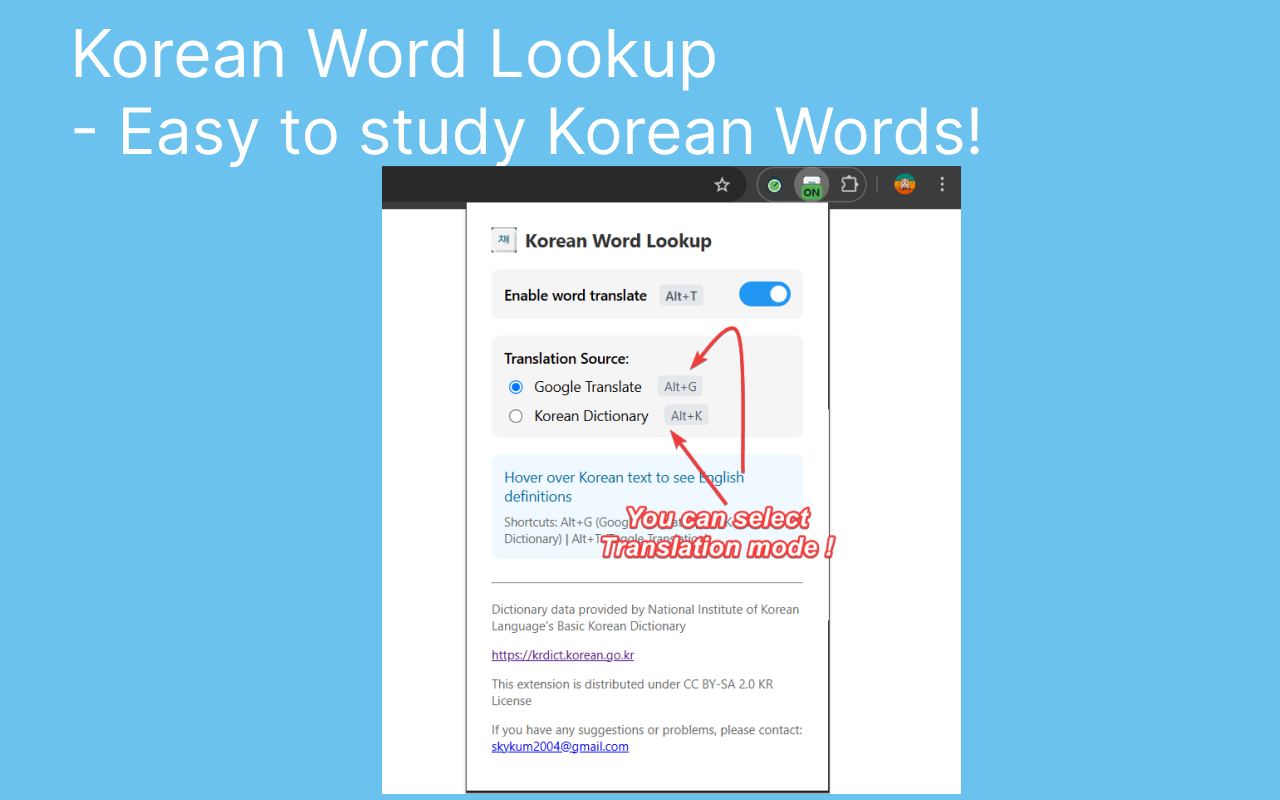 Korean Word Lookup
- Easy to study Korean Words!
ON
Korean Word Lookup
Enable word translate Alt+T
Translation Source:
Google Translate Alt+G
Korean Dictionary Alt+K
Hover over Korean text to see English
definitions
Shortcuts: Alt+G
Dictionary) | Alt+T
You can select
Translation mode !
Dictionary data provided by National Institute of Korean
Language's Basic Korean Dictionary
https://krdict.korean.go.kr
This extension is distributed under CC BY-SA 2.0 KR
License
If you have any suggestions or problems, please contact:
skykum2004@gmail.com